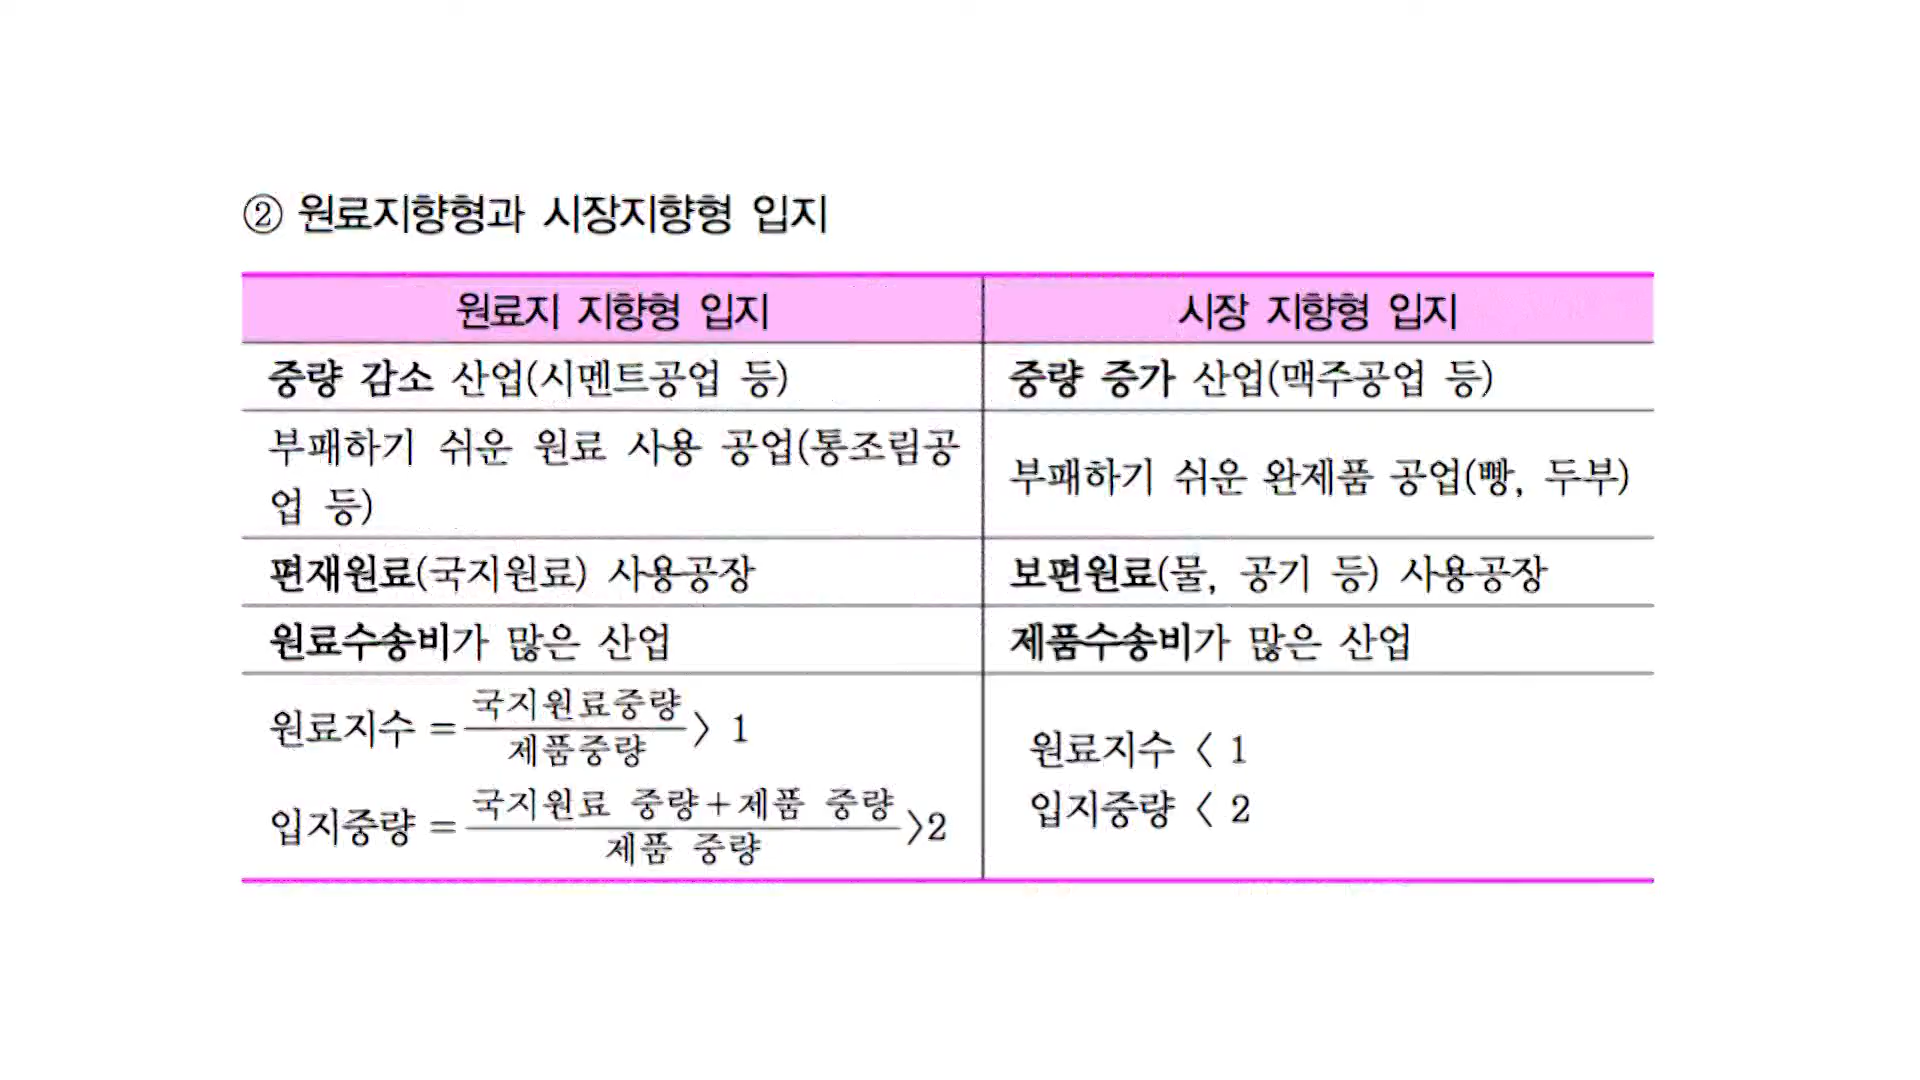 ② 원료지향형과 시장지향형 입지
원료지 지향형 입지
시장 지향형 입지
중량 감소 산업(시멘트공업 등)
중량 증가 산업(맥주공업 등)
부패하기 쉬운 원료 사용 공업(통조림공
업 등)
부패하기 쉬운 완제품 공업(빵, 두부)
편재원료(국지원료) 사용공장
보편원료(물, 공기 등) 사용공장
원료수송비가 많은 산업
제품수송비가 많은 산업
원료지수 = 국지원료중량 / 제품중량 〉 1
입지중량 = 국지원료 중량+제품 중량 / 제품 중량 〉2
원료지수 〈 1
입지중량 〈 2